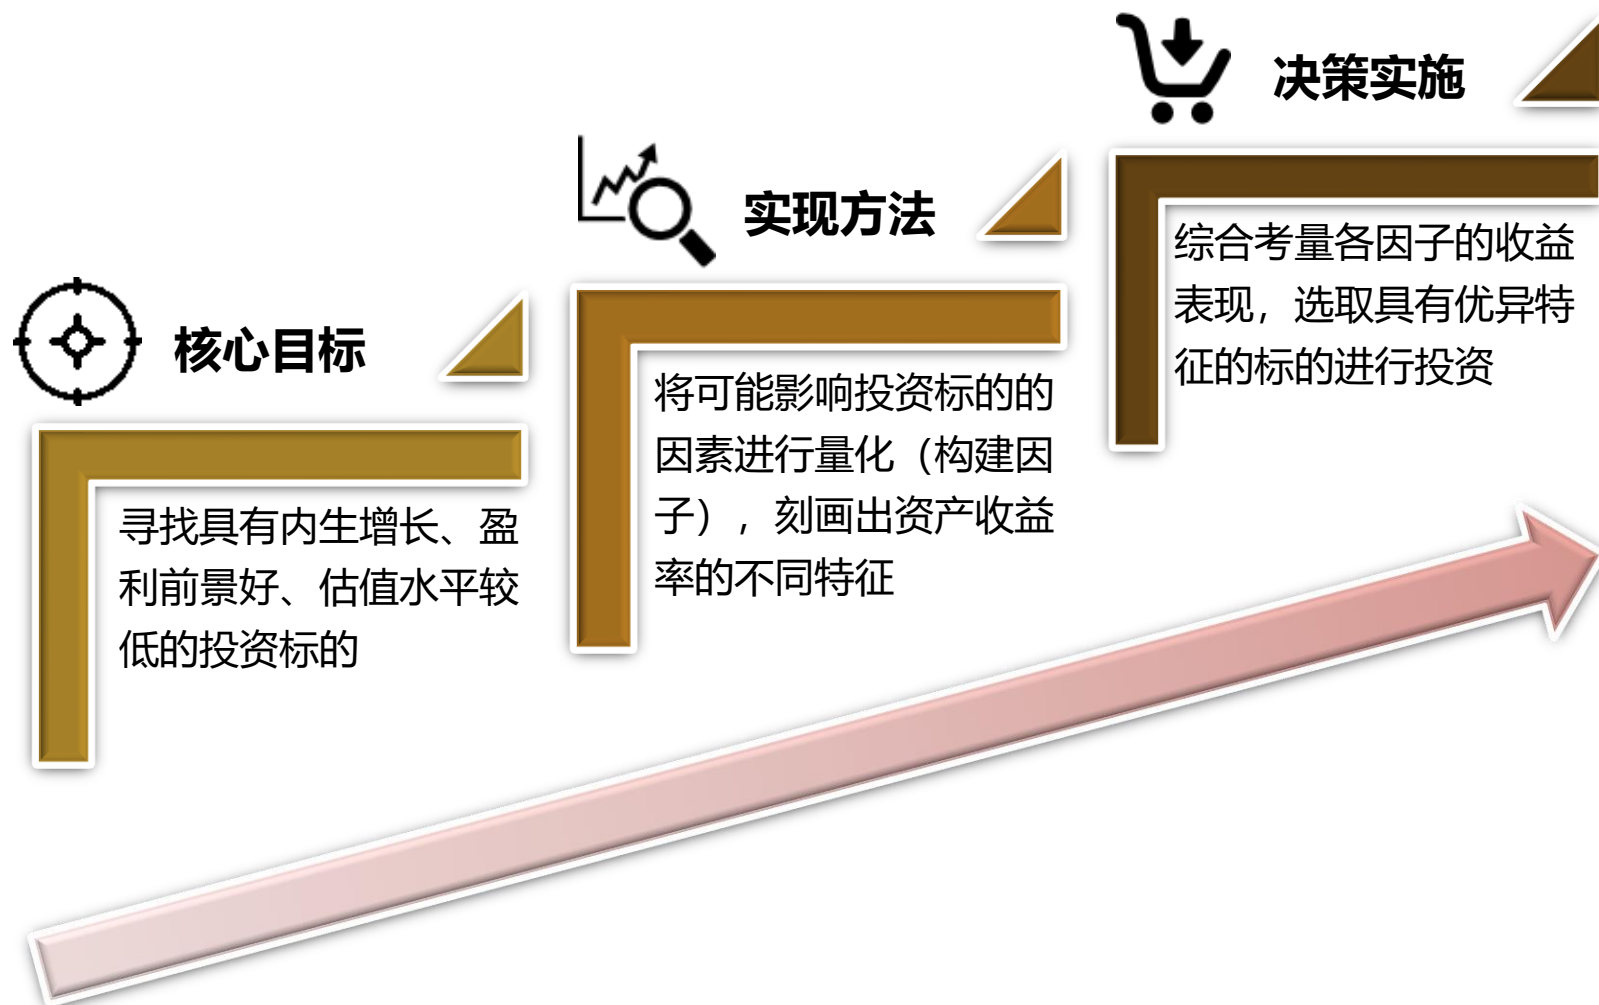 核心目标
寻找具有内生增长、盈
利前景好、估值水平较
低的投资标的
实现方法
将可能影响投资标的的
因素进行量化（构建因
子），刻画出资产收益
率的不同特征
决策实施
综合考量各因子的收益
表现，选取具有优异特
征的标的进行投资